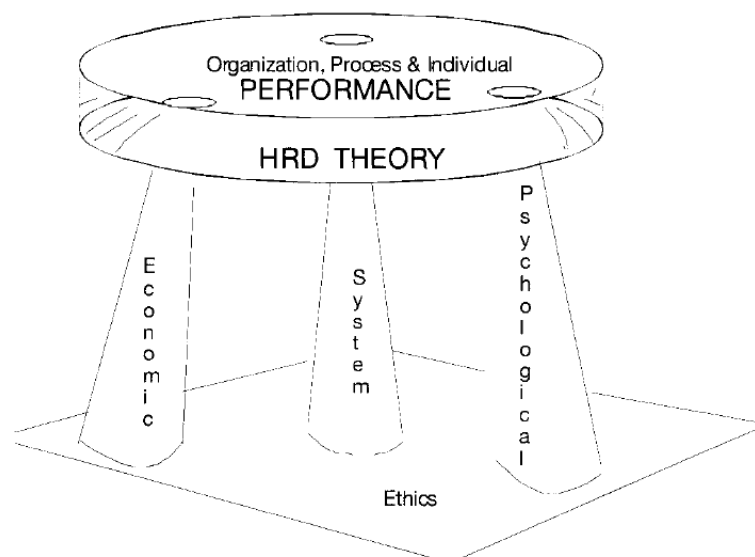 Organization, Process & Individual
PERFORMANCE
HRD THEORY
Economic
System
Psychological
Ethics